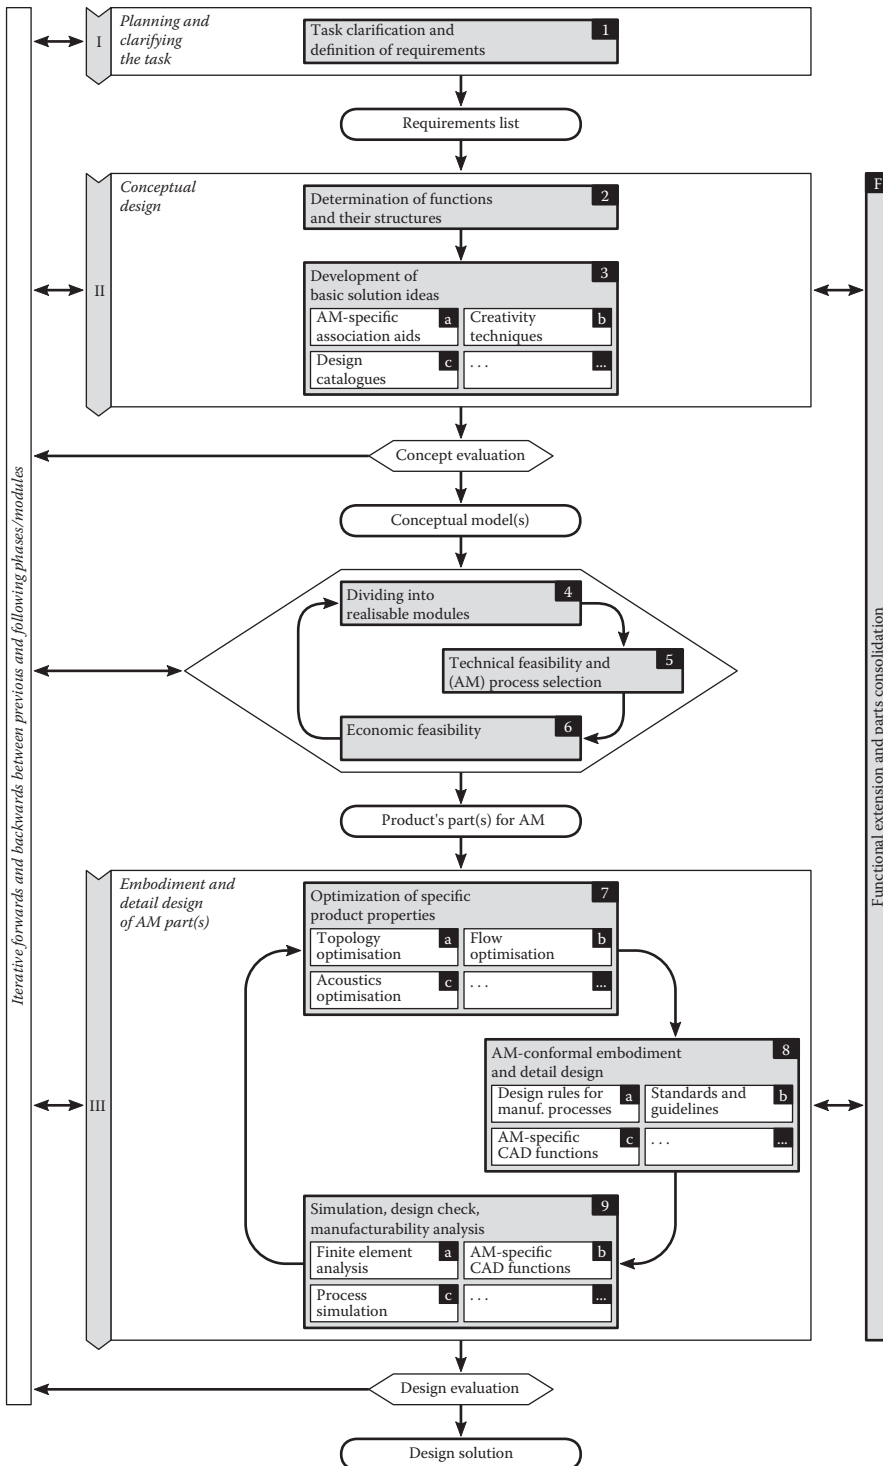 I
Planning and
clarifying
the task
Task clarification and
definition of requirements
1
Requirements list
II
Conceptual
design
Determination of functions
and their structures
2
Development of
basic solution ideas
3
AM-specific
association aids
a
Creativity
techniques
b
Design
catalogues
c
. . .
...
Concept evaluation
Conceptual model(s)
Dividing into
realisable modules
4
Technical feasibility and
(AM) process selection
5
Economic feasibility
6
Product's part(s) for AM
III
Embodiment and
detail design
of AM part(s)
Optimization of specific
product properties
7
Topology
optimisation
a
Flow
optimisation
b
Acoustics
optimisation
c
. . .
...
AM-conformal embodiment
and detail design
8
Design rules for
manuf. processes
a
Standards and
guidelines
b
AM-specific
CAD functions
c
. . .
...
Simulation, design check,
manufacturability analysis
9
Finite element
analysis
a
AM-specific
CAD functions
b
Process
simulation
c
. . .
...
Design evaluation
Design solution
Iterative forwards and backwards between previous and following phases/modules
F
Functional extension and parts consolidation